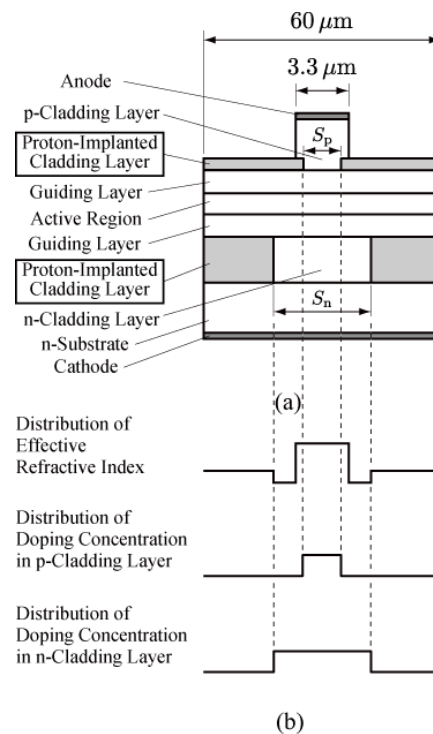 60 μm
3.3 μm
Anode
p-Cladding Layer
Sp
Proton-Implanted
Cladding Layer
Guiding Layer
Active Region
Guiding Layer
Proton-Implanted
Cladding Layer
n-Cladding Layer
Sn
n-Substrate
Cathode
(a)
Distribution of
Effective
Refractive Index
Distribution of
Doping Concentration
in p-Cladding Layer
Distribution of
Doping Concentration
in n-Cladding Layer
(b)